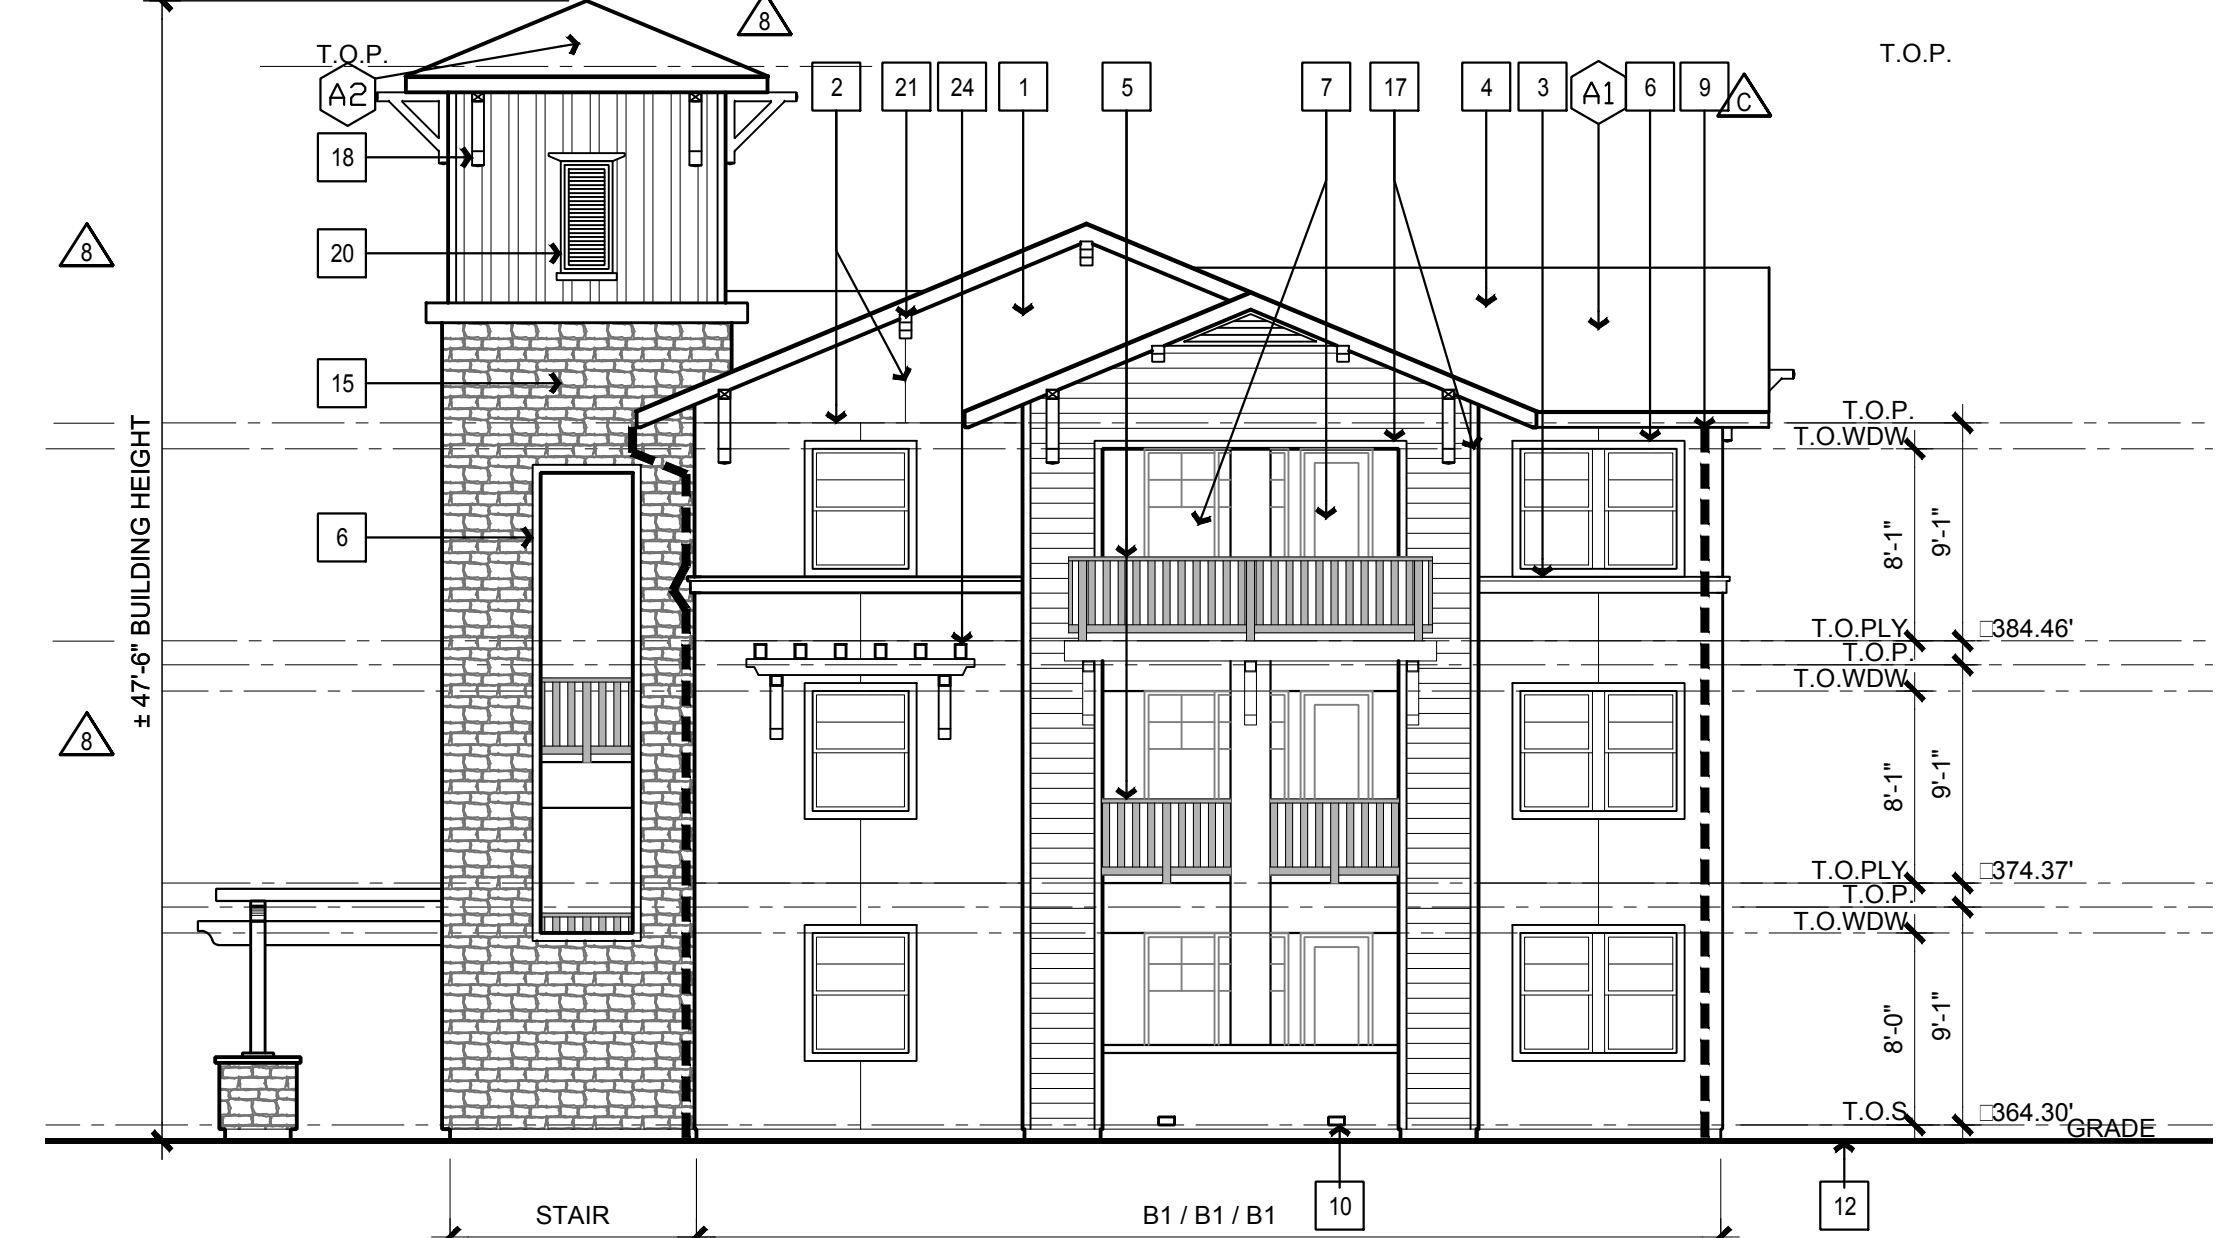 8
T.O.P.
T.O.P.
A2
2
21
24
1
5
7
17
4
3
A1
6
9
C
18
8
20
15
T.O.P.
T.O.WDW
± 47'-6" BUILDING HEIGHT
6
8'-1"
9'-1"
T.O.PLY
384.46'
T.O.P.
T.O.WDW
8
8'-1"
9'-1"
T.O.PLY
374.37'
T.O.P.
T.O.WDW
8'-0"
9'-1"
T.O.S
364.30'
GRADE
STAIR
B1 / B1 / B1
10
12